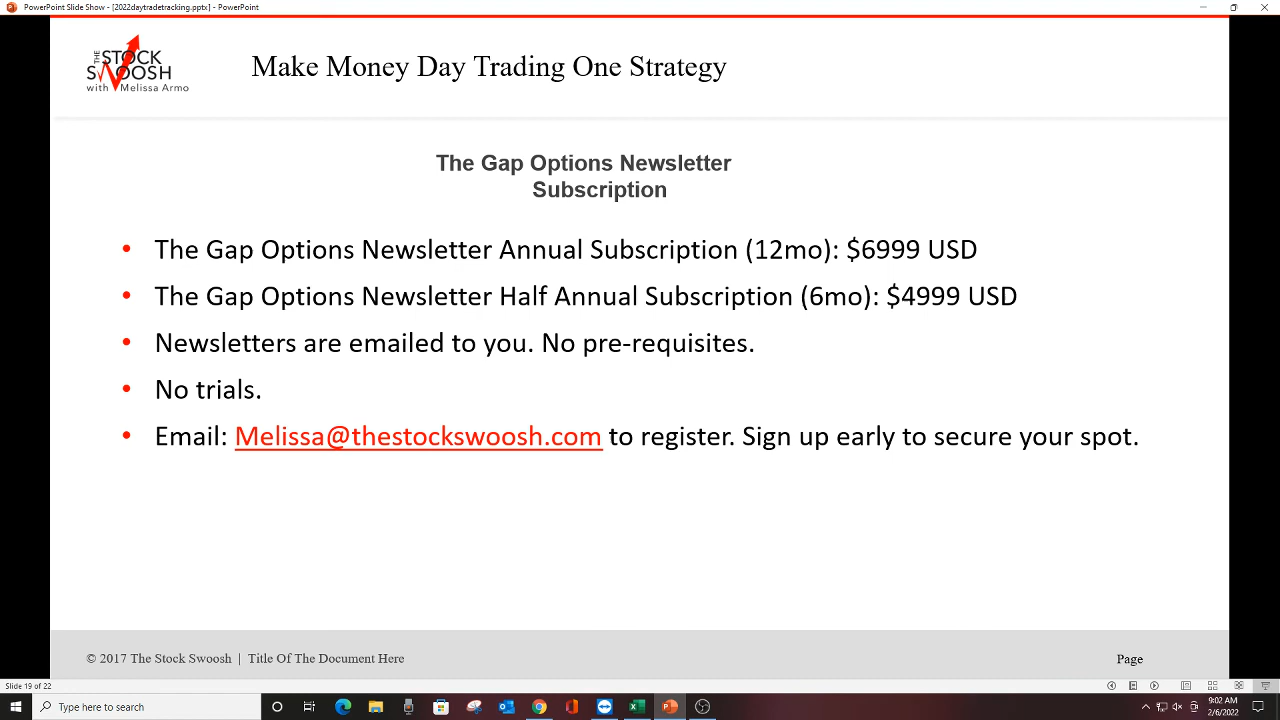 PowerPoint Slide Show - [2022daytradetracking.pptx] - PowerPoint
THE STOCK
SWOOSH
with Melissa Armo
Make Money Day Trading One Strategy
The Gap Options Newsletter
Subscription
• The Gap Options Newsletter Annual Subscription (12mo): $6999 USD
• The Gap Options Newsletter Half Annual Subscription (6mo): $4999 USD
• Newsletters are emailed to you. No pre-requisites.
• No trials.
• Email: Melissa@thestockswoosh.com to register. Sign up early to secure your spot.
© 2017 The Stock Swoosh | Title Of The Document Here
Page
Slide 19 of 22
Type here to search
9:02 AM
2/6/2022